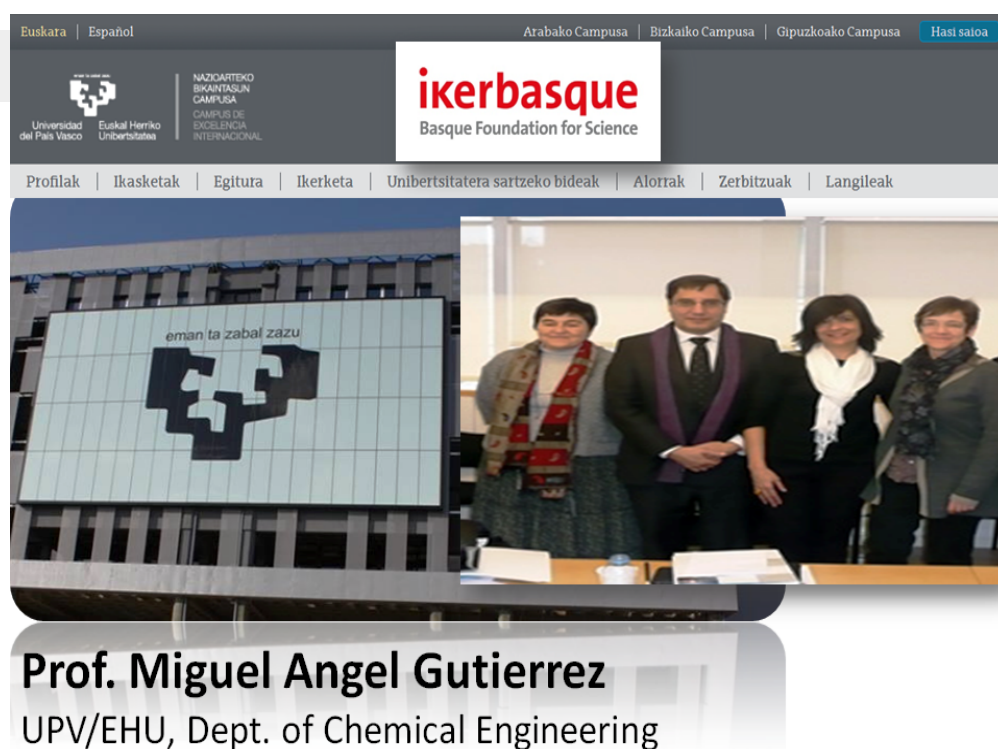 Euskara | Español
Arabako Campusa | Bizkaiko Campusa | Gipuzkoako Campusa
Hasi saioa
Universidad del País Vasco
Euskal Herriko Unibertsitatea
NAZIOARTEKO
BIKAINTASUN
CAMPUSA
CAMPUS DE
EXCELENCIA
INTERNACIONAL
ikerbasque
Basque Foundation for Science
Profilak | Ikasketak | Egitura | Ikerketa | Unibertsitatera sartzeko bideak | Alorrak | Zerbitzuak | Langileak
eman ta zabal zazu
Prof. Miguel Angel Gutierrez
UPV/EHU, Dept. of Chemical Engineering